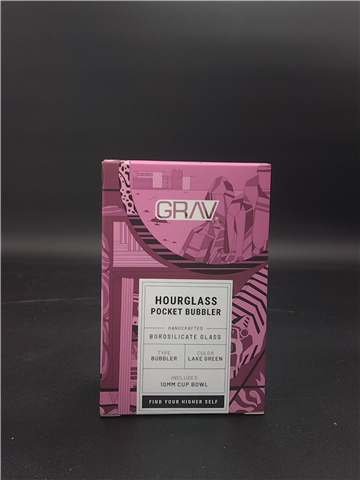 GRAV
HOURGLASS
POCKET BUBBLER
HANDCRAFTED
BOROSILICATE GLASS
TYPE
BUBBLER
COLOR
LAKE GREEN
INCLUDES
10MM CUP BOWL
FIND YOUR HIGHER SELF